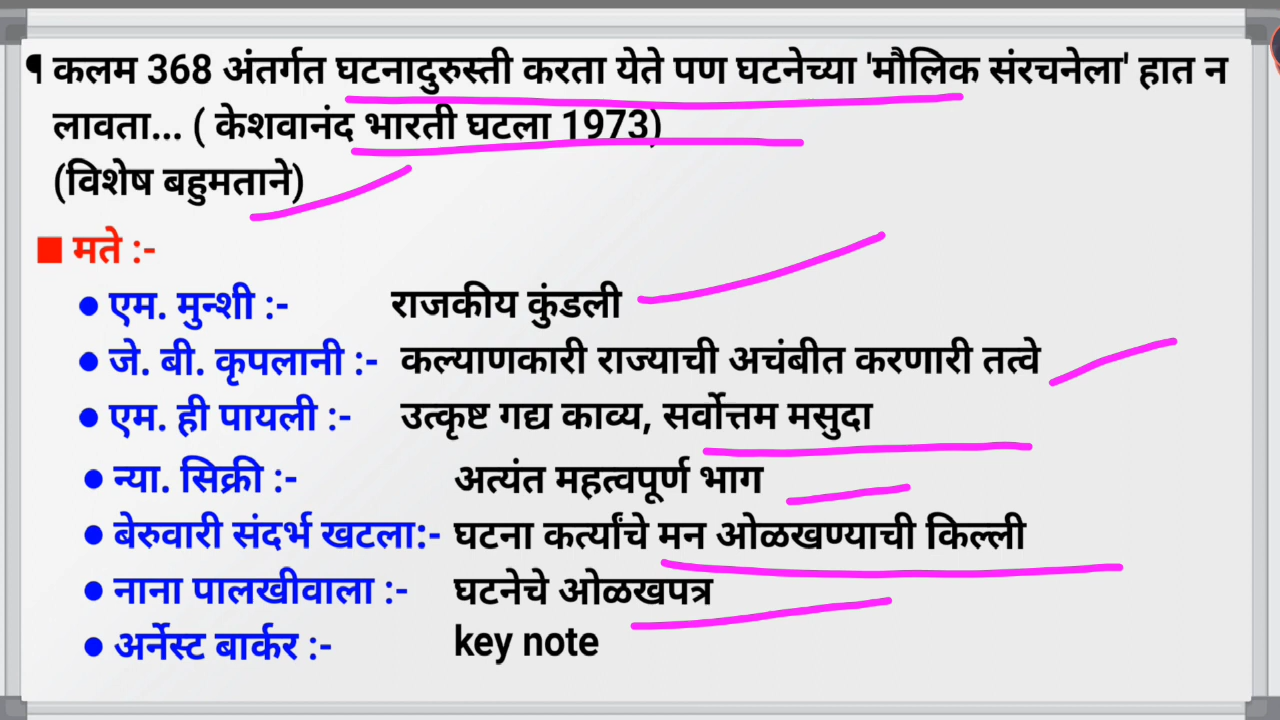 ¶ कलम 368 अंतर्गत घटनादुरुस्ती करता येते पण घटनेच्या 'मौलिक संरचनेला' हात न
लावता... ( केशवानंद भारती घटला 1973)
(विशेष बहुमताने)
■ मते :-
● एम. मुन्शी :- राजकीय कुंडली
● जे. बी. कृपलानी :- कल्याणकारी राज्याची अचंबीत करणारी तत्वे
● एम. ही पायली :- उत्कृष्ट गद्य काव्य, सर्वोत्तम मसुदा
● न्या. सिक्री :- अत्यंत महत्वपूर्ण भाग
● बेरुवारी संदर्भ खटला:- घटना कर्त्यांचे मन ओळखण्याची किल्ली
● नाना पालखीवाला :- घटनेचे ओळखपत्र
● अर्नेस्ट बार्कर :- key note